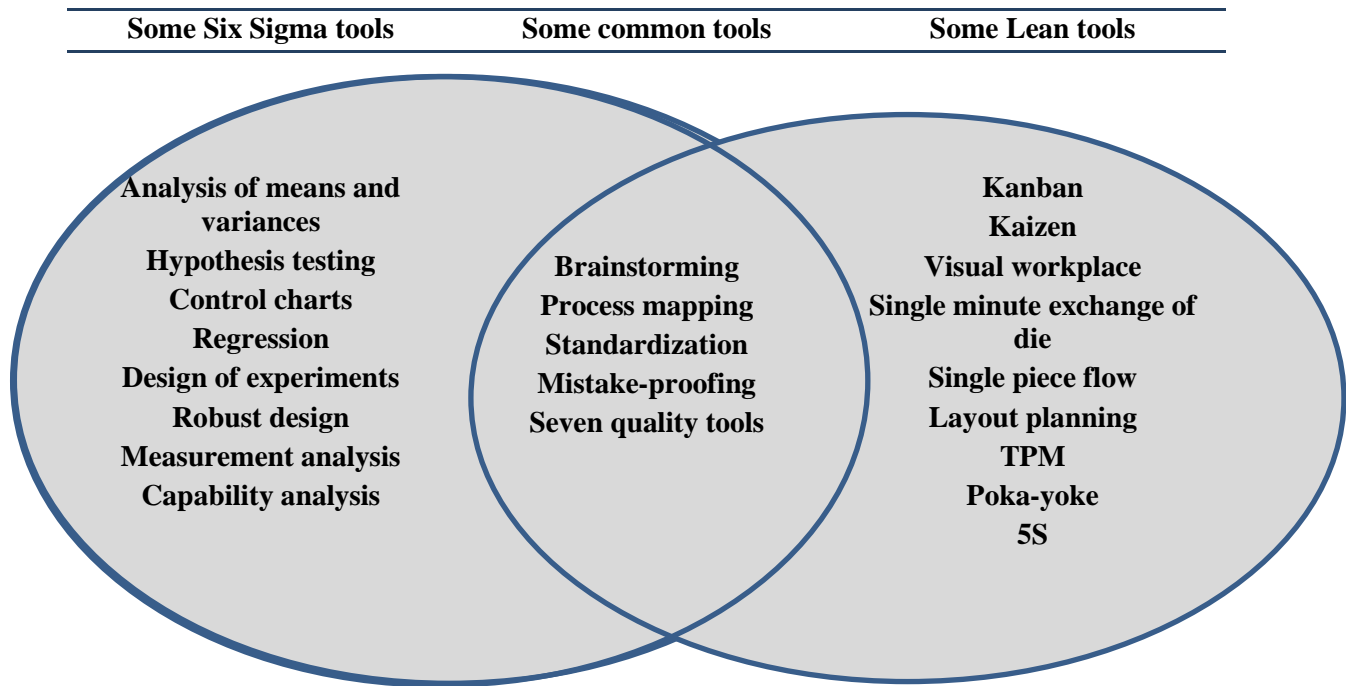 Some Six Sigma tools
Some common tools
Some Lean tools
Analysis of means and
variances
Hypothesis testing
Control charts
Regression
Design of experiments
Robust design
Measurement analysis
Capability analysis
Brainstorming
Process mapping
Standardization
Mistake-proofing
Seven quality tools
Kanban
Kaizen
Visual workplace
Single minute exchange of
die
Single piece flow
Layout planning
TPM
Poka-yoke
5S